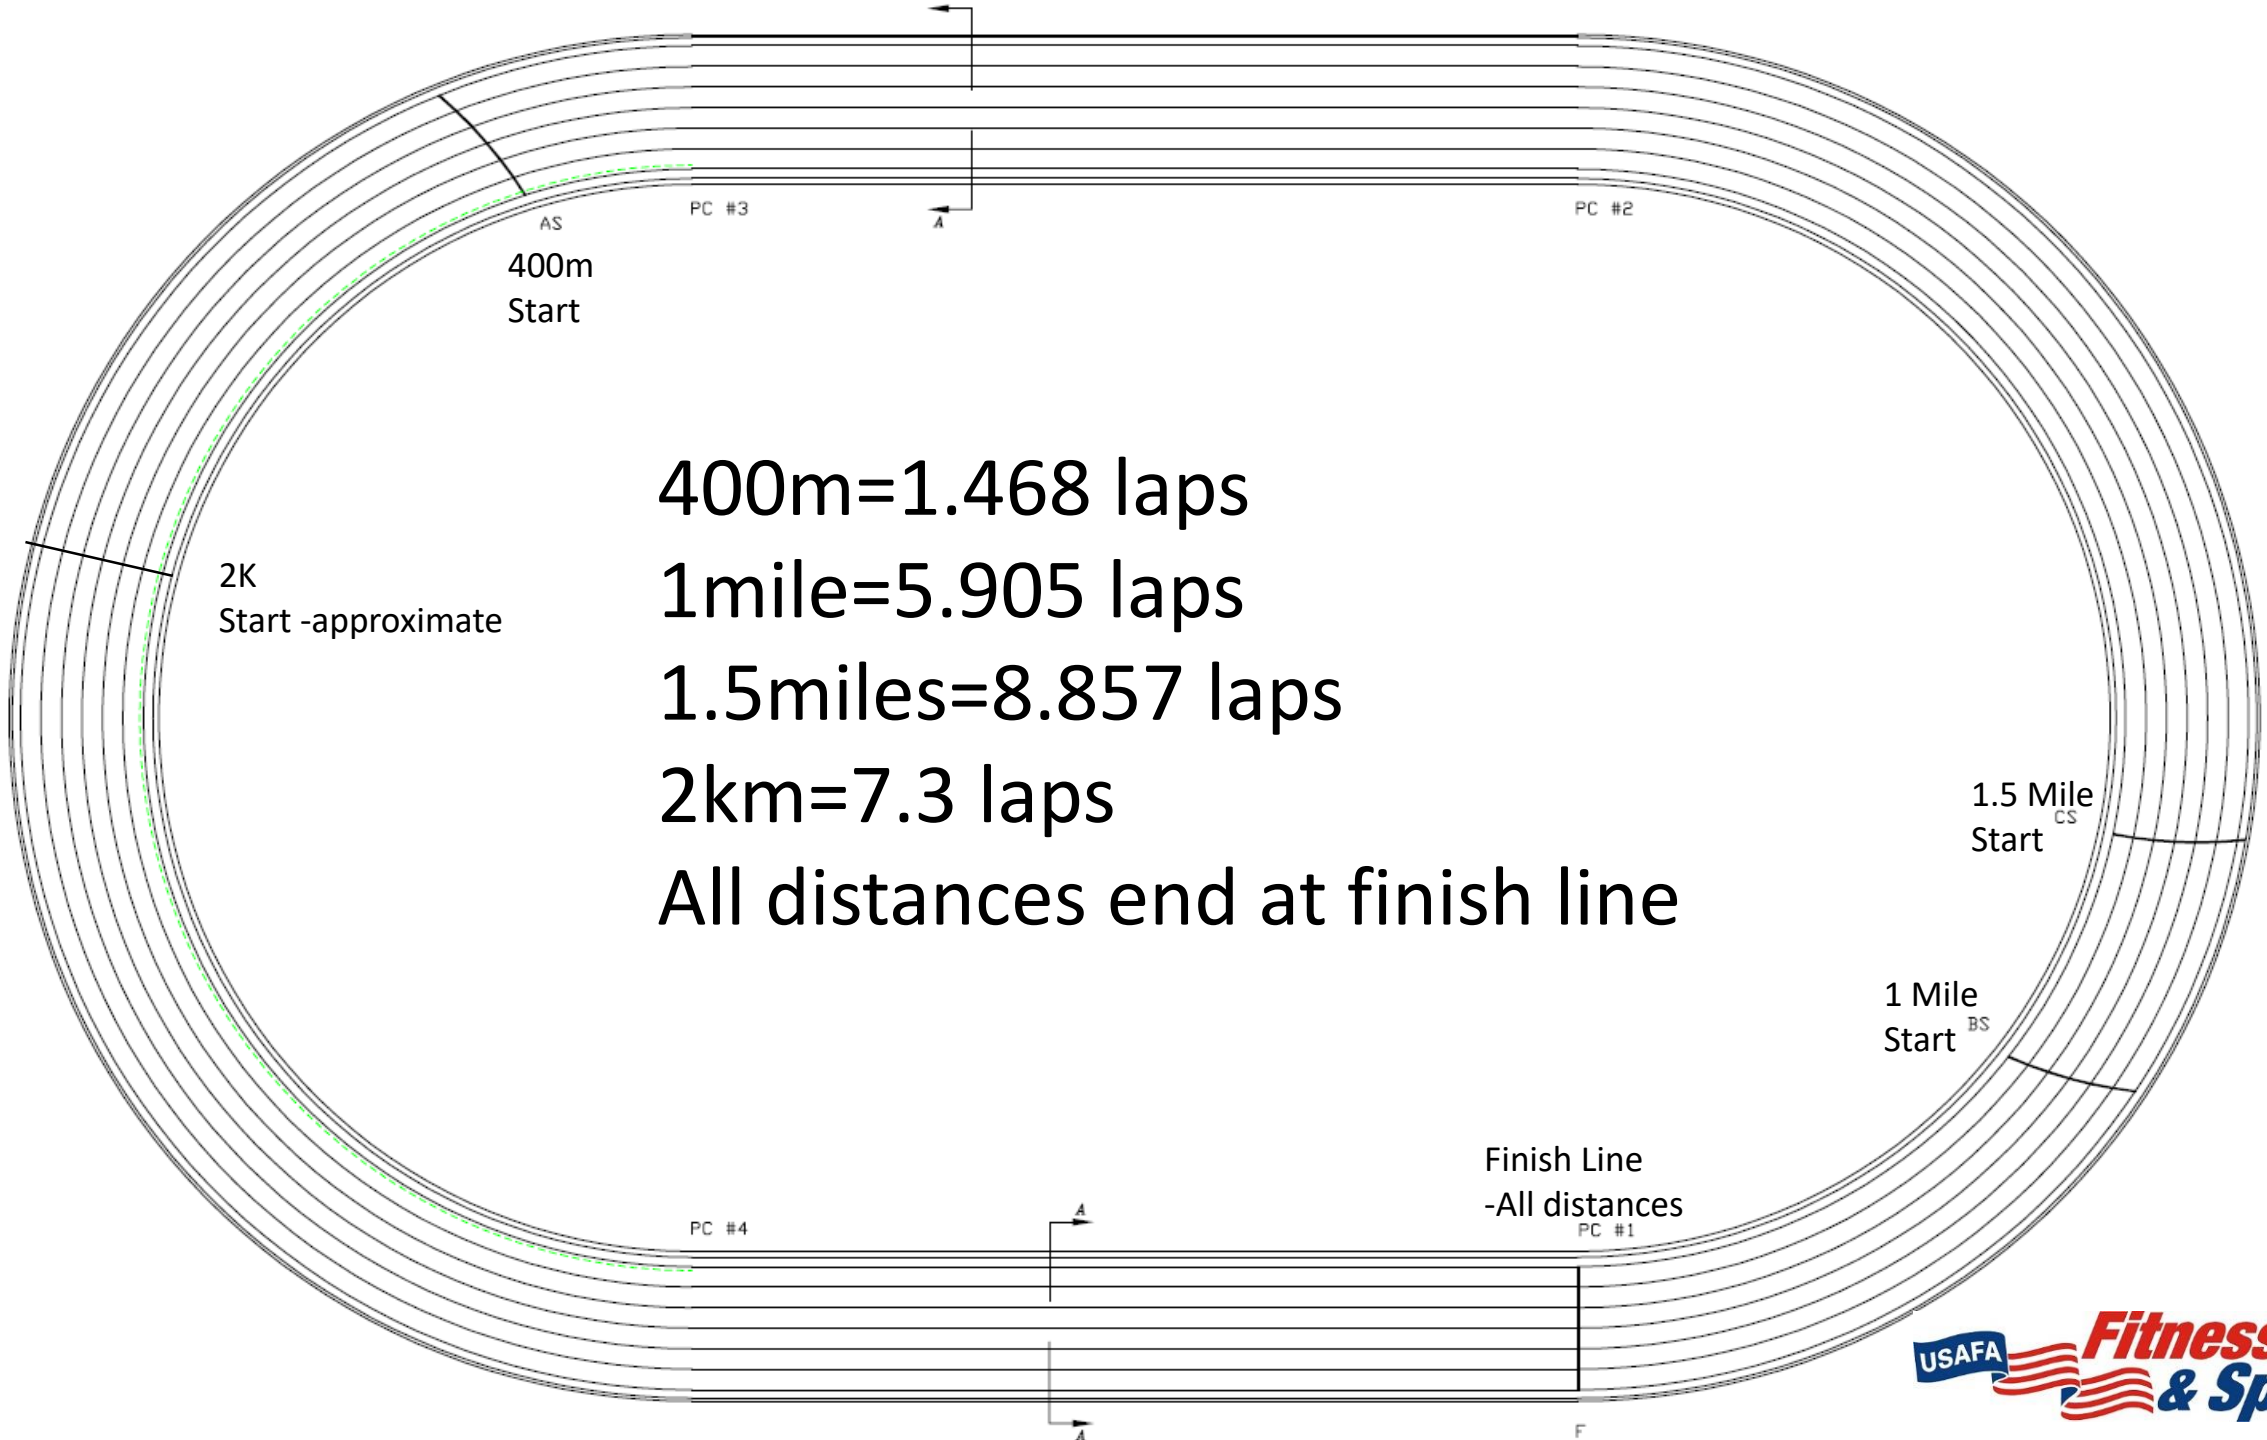 A
PC #3
PC #2
AS
400m
Start
400m=1.468 laps
1mile=5.905 laps
1.5miles=8.857 laps
2km=7.3 laps
All distances end at finish line
2K
Start -approximate
1.5 Mile
CS
Start
1 Mile
BS
Start
Finish Line
-All distances
PC #1
PC #4
A
A
F
USAFA
Fitness
& Sp